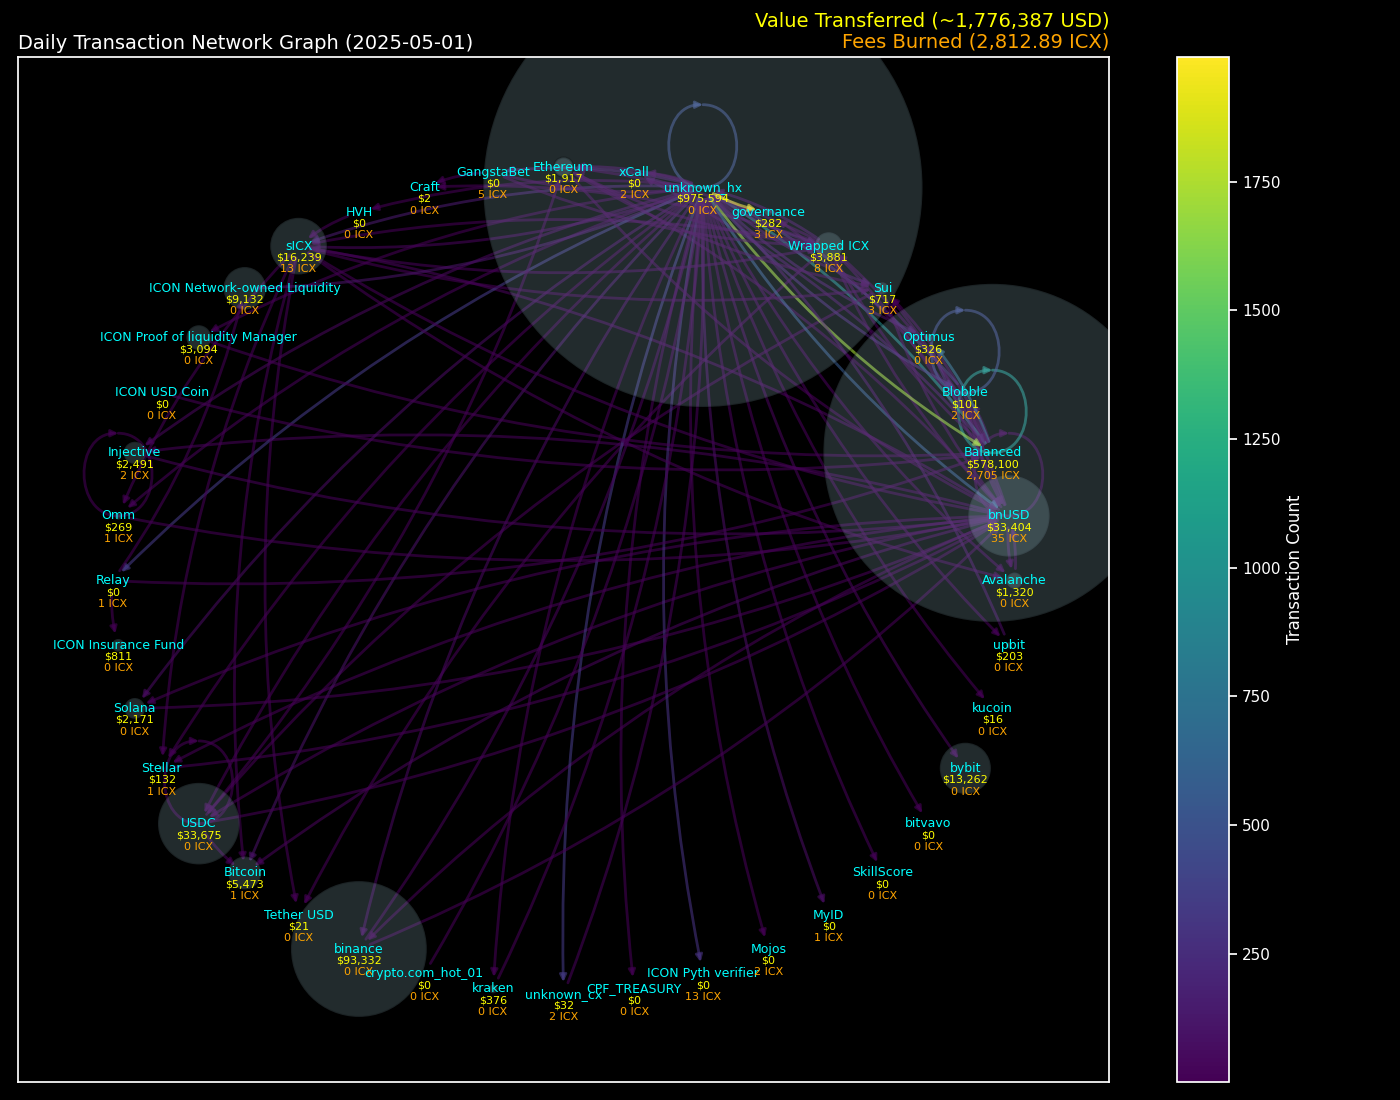 Value Transferred (~1,776,387 USD)
Daily Transaction Network Graph (2025-05-01)
Fees Burned (2,812.89 ICX)
Ethereum
$1,917
0 ICX
GangstaBet
$0
5 ICX
xCall
$0
2 ICX
Craft
$2
0 ICX
unknown_hx
$975,594
0 ICX
HVH
$0
0 ICX
governance
$282
3 ICX
sICX
$16,239
13 ICX
Wrapped ICX
$3,881
8 ICX
ICON Network-owned Liquidity
$9,132
0 ICX
Sui
$717
3 ICX
ICON Proof of liquidity Manager
$3,094
0 ICX
Optimus
$326
0 ICX
ICON USD Coin
$0
0 ICX
Blobble
$101
2 ICX
Injective
$2,491
2 ICX
Balanced
$578,100
2,705 ICX
Omm
$269
1 ICX
bnUSD
$33,404
35 ICX
Relay
$0
1 ICX
Avalanche
$1,320
0 ICX
ICON Insurance Fund
$811
0 ICX
upbit
$203
0 ICX
Solana
$2,171
0 ICX
kucoin
$16
0 ICX
Stellar
$132
1 ICX
bybit
$13,262
0 ICX
USDC
$33,675
0 ICX
bitvavo
$0
0 ICX
Bitcoin
$5,473
1 ICX
SkillScore
$0
0 ICX
Tether USD
$21
0 ICX
MyID
$0
1 ICX
binance
$93,332
0 ICX
Mojos
$0
2 ICX
crypto.com_hot_01
$0
0 ICX
ICON Pyth verifier
$0
13 ICX
kraken
$376
0 ICX
unknown_cx
$32
2 ICX
CPF_TREASURY
$0
0 ICX
1750
1500
1250
1000
750
500
250
Transaction Count